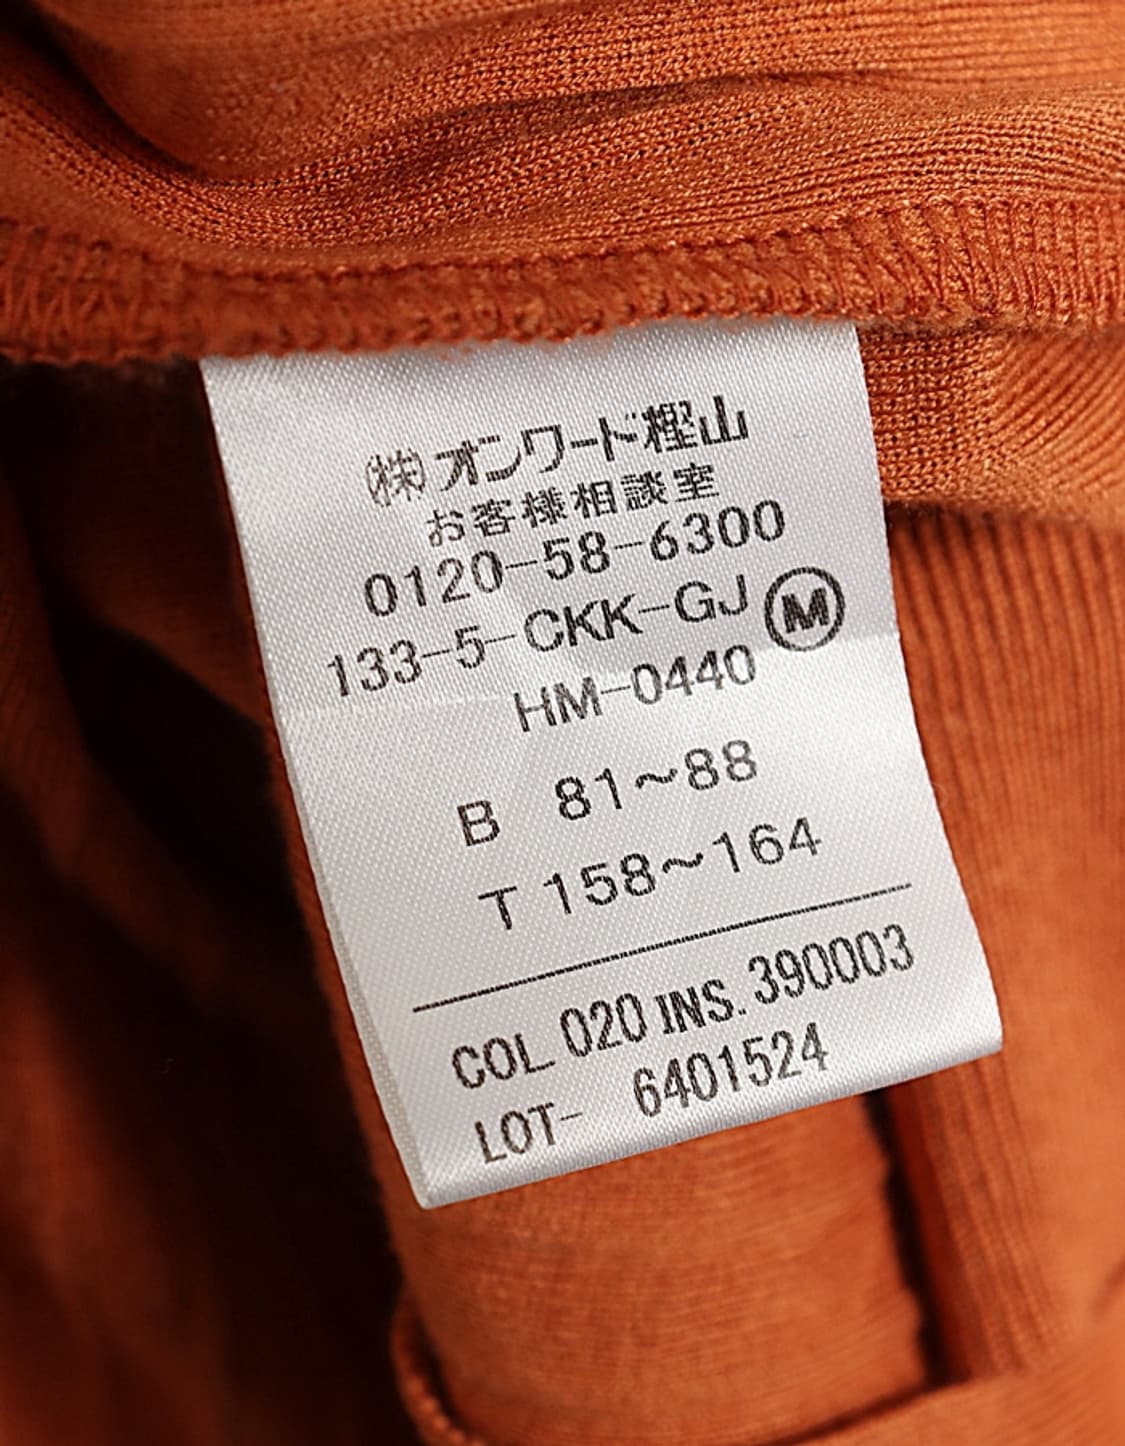 ㈱オンワード樫山
お客様相談室
0120-58-6300
133-5-CKK-GJ Ⓜ
HM-0440
B 81~88
T 158~164
COL 020 INS. 390003
LOT- 6401524